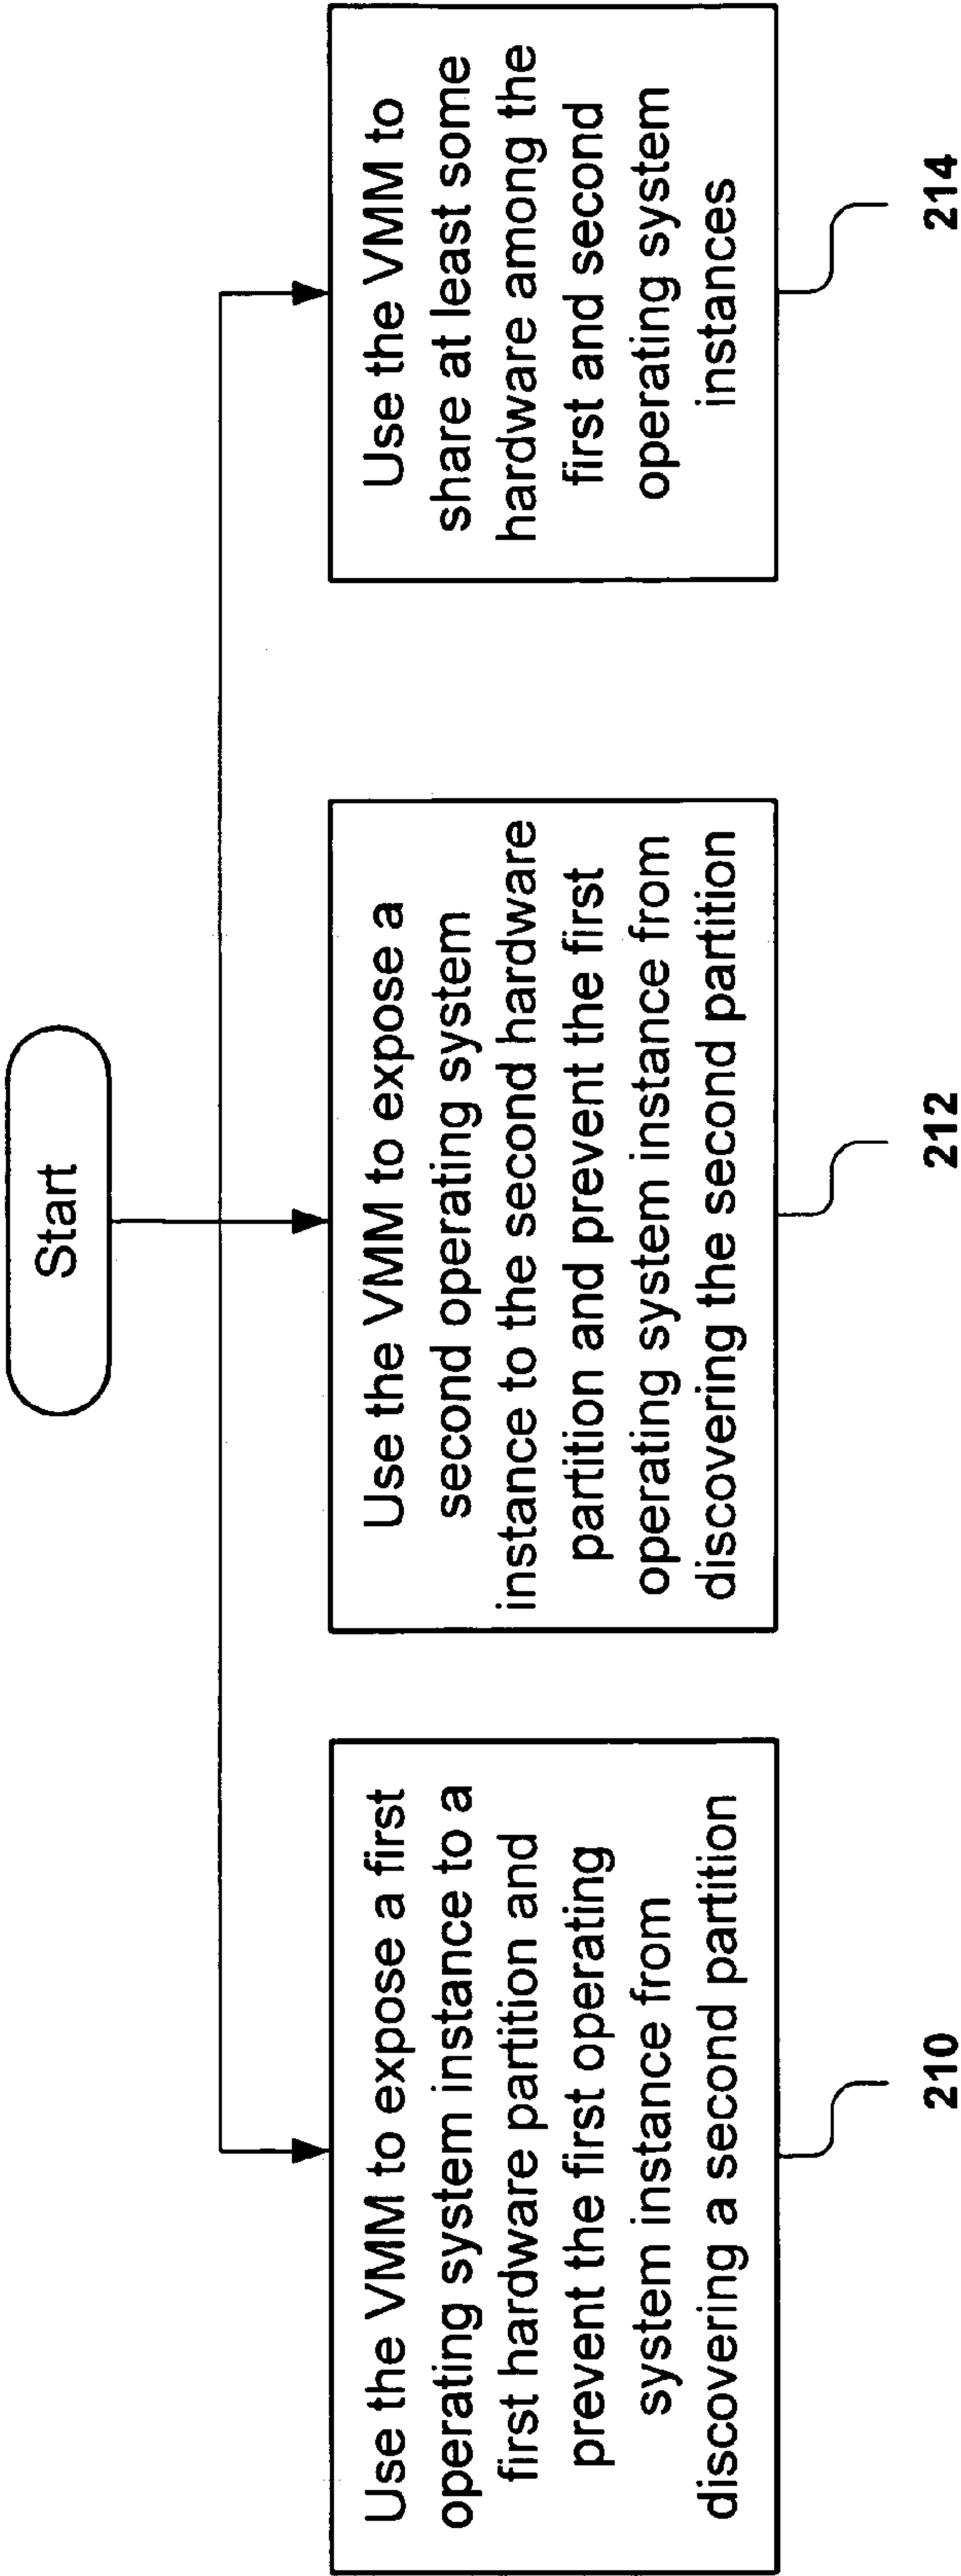 Start
Use the VMM to expose a first
operating system instance to a
first hardware partition and
prevent the first operating
system instance from
discovering a second partition
210
Use the VMM to expose a
second operating system
instance to the second hardware
partition and prevent the first
operating system instance from
discovering the second partition
212
Use the VMM to
share at least some
hardware among the
first and second
operating system
instances
214